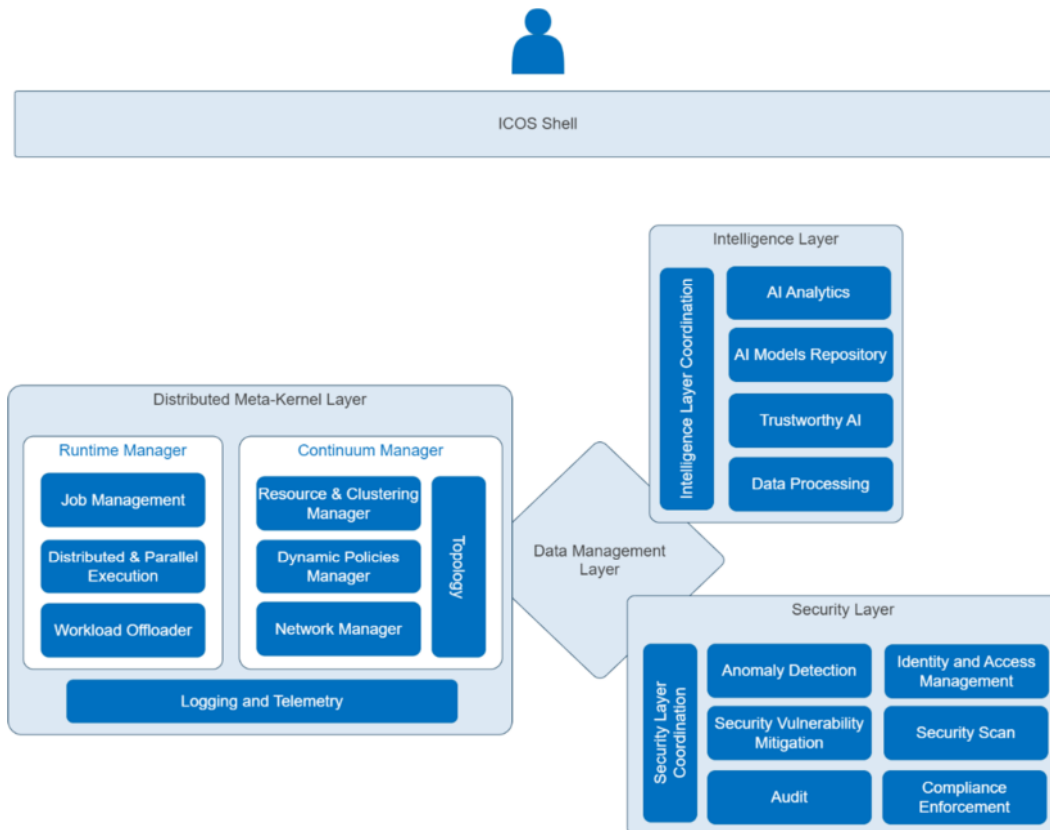 ICOS Shell
Intelligence Layer
Intelligence Layer Coordination
AI Analytics
AI Models Repository
Trustworthy AI
Data Processing
Distributed Meta-Kernel Layer
Runtime Manager
Job Management
Distributed & Parallel
Execution
Workload Offloader
Continuum Manager
Resource & Clustering
Manager
Dynamic Policies
Manager
Network Manager
Topology
Logging and Telemetry
Data Management
Layer
Security Layer
Security Layer
Coordination
Anomaly Detection
Identity and Access
Management
Security Vulnerability
Mitigation
Security Scan
Audit
Compliance
Enforcement